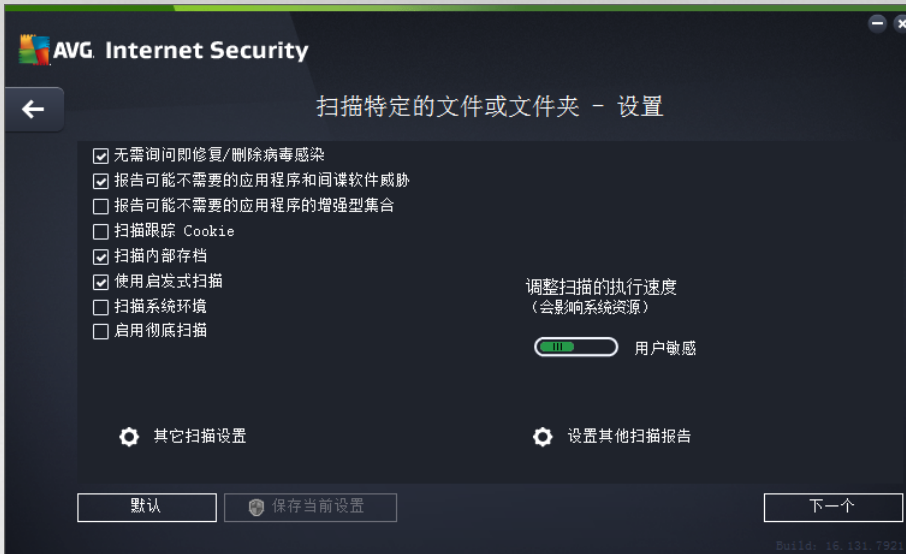 AVG. Internet Security
扫描特定的文件或文件夹 - 设置
无需询问即修复/删除病毒感染
报告可能不需要的应用程序和间谍软件威胁
报告可能不需要的应用程序的增强型集合
扫描跟踪 Cookie
扫描内部存档
使用启发式扫描
扫描系统环境
启用彻底扫描
调整扫描的执行速度
（会影响系统资源）
用户敏感
其它扫描设置
设置其他扫描报告
默认
保存当前设置
下一个
Build: 16.131.7921